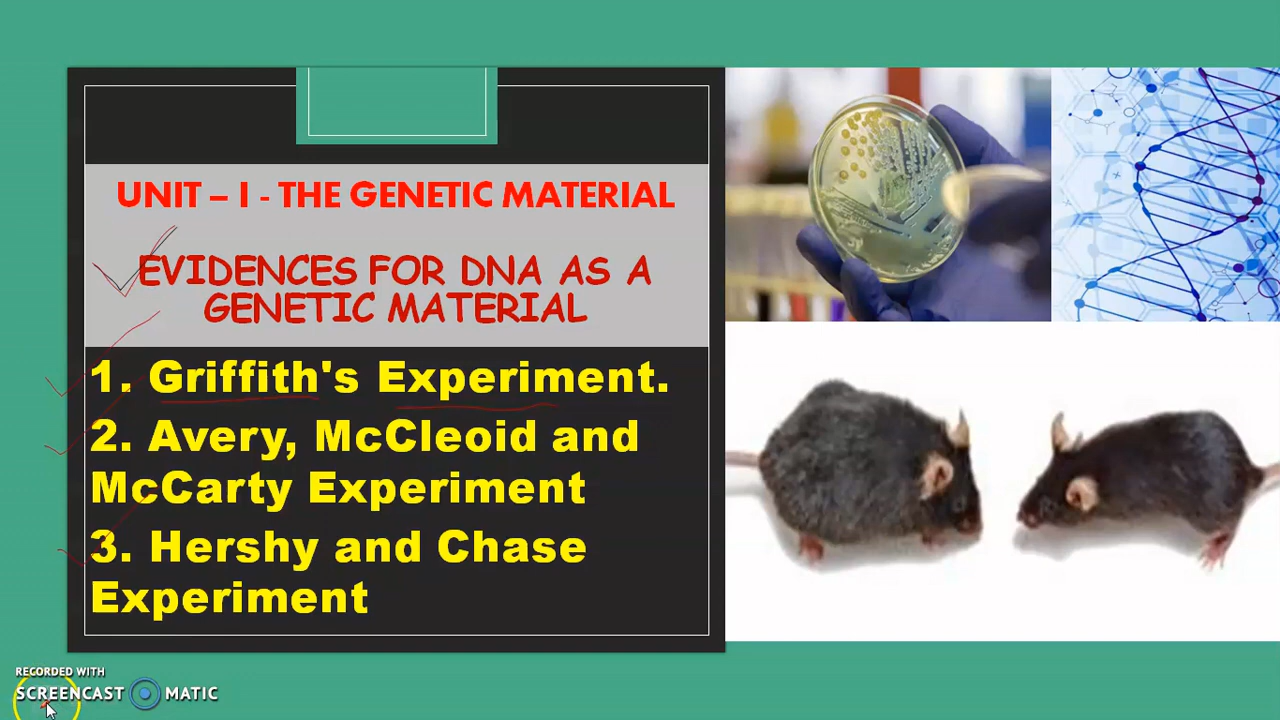 UNIT – I - THE GENETIC MATERIAL
EVIDENCES FOR DNA AS A
GENETIC MATERIAL
1. Griffith's Experiment.
2. Avery, McCleoid and
McCarty Experiment
3. Hershy and Chase
Experiment
RECORDED WITH
SCREENCAST MATIC